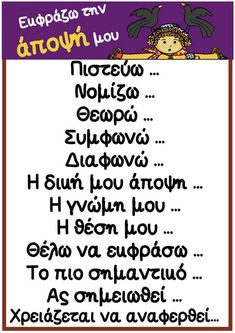 Εκφράζω την
άποψή μου
Πιστεύω ...
Νομίζω ...
Θεωρώ ...
Συμφωνώ ...
Διαφωνώ ...
Η δική μου άποψη ...
Η γνώμη μου ...
Η θέση μου ...
Θέλω να εκφράσω ...
Το πιο σημαντικό ...
Ας σημειωθεί ...
Χρειάζεται να αναφερθεί...